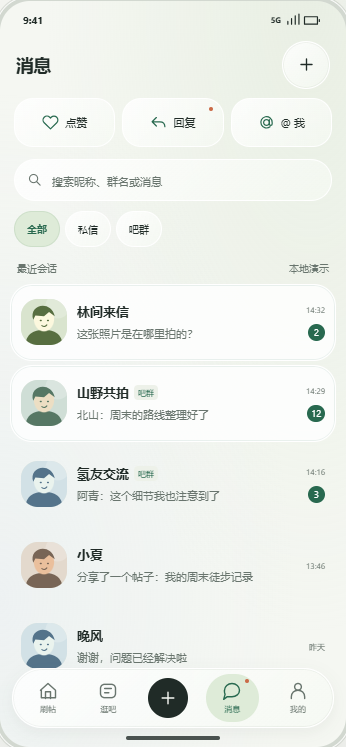 9:41 5G
消息
点赞 回复 @ 我
搜索昵称、群名或消息
全部 私信 吧群
最近会话 本地演示
林间来信 14:32
这张照片是在哪里拍的？ 2
山野共拍 吧群 14:29
北山：周末的路线整理好了 12
氢友交流 吧群 14:16
阿青：这个细节我也注意到了 3
小夏
分享了一个帖子：我的周末徒步记录 13:46
晚风
谢谢，问题已经解决啦 昨天
刷帖 逛吧 消息 我的